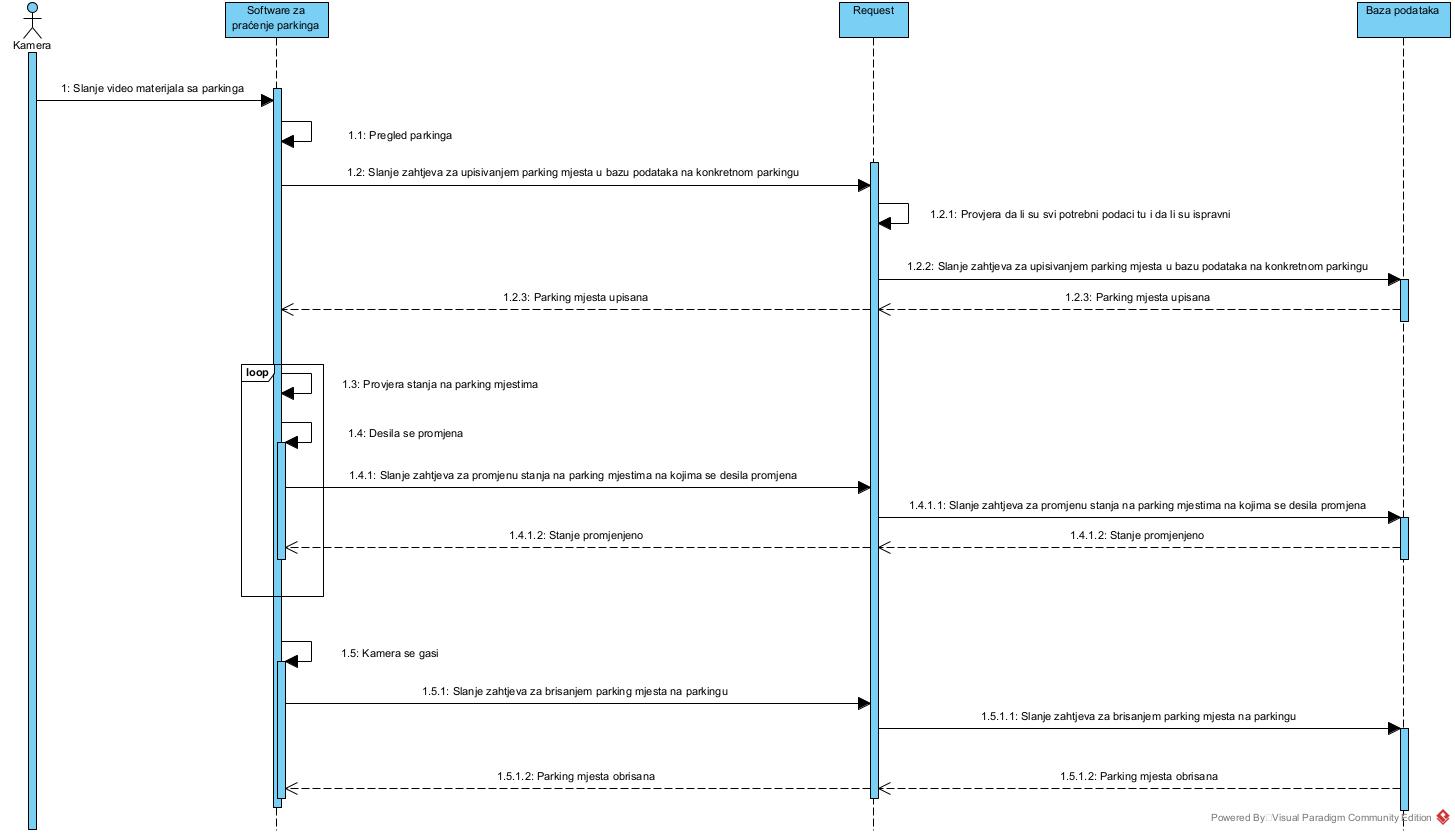 Kamera
Software za
praćenje parkinga
Request
Baza podataka
1: Slanje video materijala sa parkinga
1.1: Pregled parkinga
1.2: Slanje zahtjeva za upisivanjem parking mjesta u bazu podataka na konkretnom parkingu
1.2.1: Provjera da li su svi potrebni podaci tu i da li su ispravni
1.2.2: Slanje zahtjeva za upisivanjem parking mjesta u bazu podataka na konkretnom parkingu
1.2.3: Parking mjesta upisana
1.2.3: Parking mjesta upisana
loop
1.3: Provjera stanja na parking mjestima
1.4: Desila se promjena
1.4.1: Slanje zahtjeva za promjenu stanja na parking mjestima na kojima se desila promjena
1.4.1.1: Slanje zahtjeva za promjenu stanja na parking mjestima na kojima se desila promjena
1.4.1.2: Stanje promjenjeno
1.4.1.2: Stanje promjenjeno
1.5: Kamera se gasi
1.5.1: Slanje zahtjeva za brisanjem parking mjesta na parkingu
1.5.1.1: Slanje zahtjeva za brisanjem parking mjesta na parkingu
1.5.1.2: Parking mjesta obrisana
1.5.1.2: Parking mjesta obrisana
Powered By□Visual Paradigm Community Edition